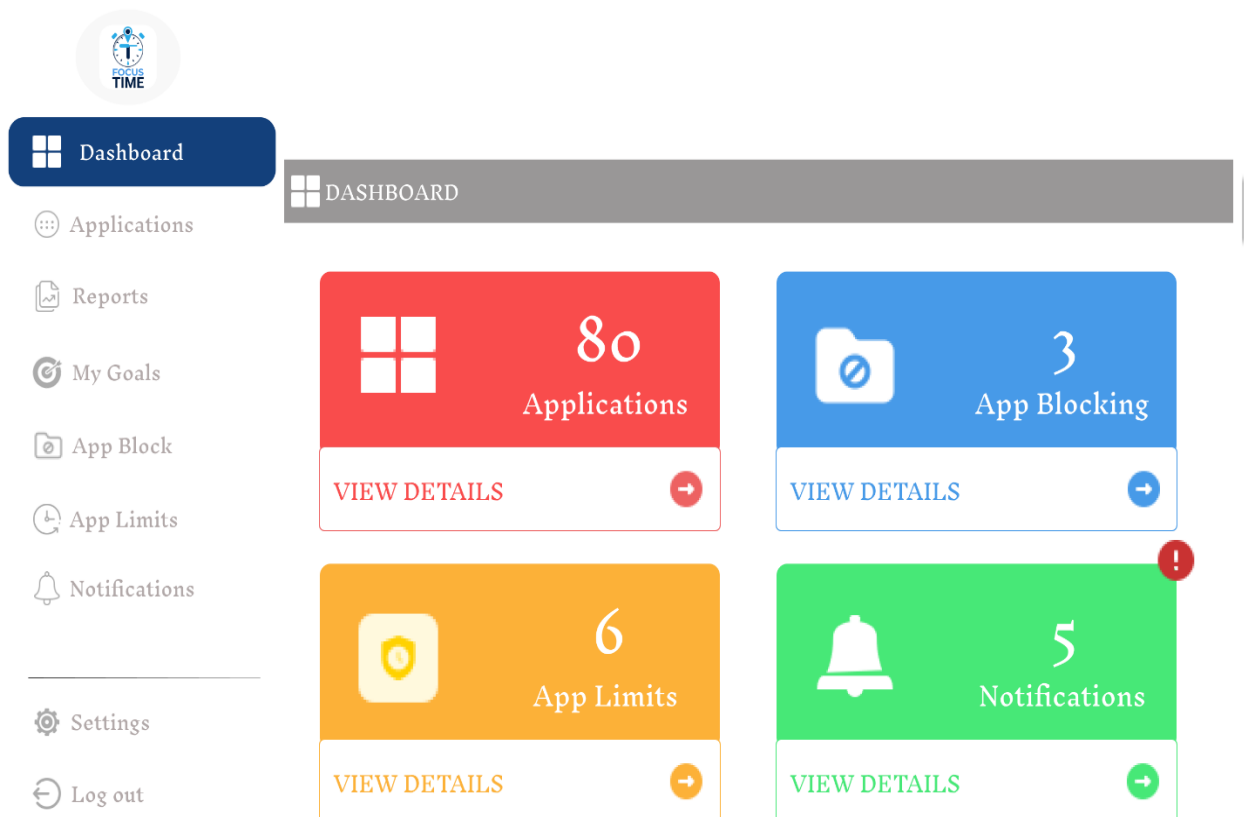 FOCUS
TIME
Dashboard
Applications
Reports
My Goals
App Block
App Limits
Notifications
Settings
Log out
DASHBOARD
80
Applications
VIEW DETAILS
3
App Blocking
VIEW DETAILS
6
App Limits
VIEW DETAILS
!
5
Notifications
VIEW DETAILS